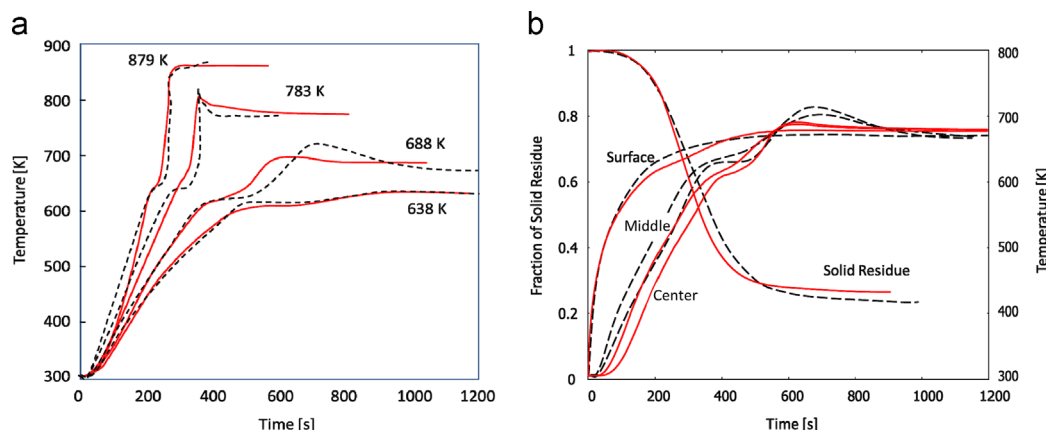 a
900
800
700
600
500
400
300
0
200
400
600
800
1000
1200
Temperature [K]
Time [s]
879 K
783 K
688 K
638 K
b
1
0.8
0.6
0.4
0.2
0
800
700
600
500
400
300
0
200
400
600
800
1000
1200
Fraction of Solid Residue
Temperature [K]
Time [s]
Surface
Middle
Center
Solid Residue